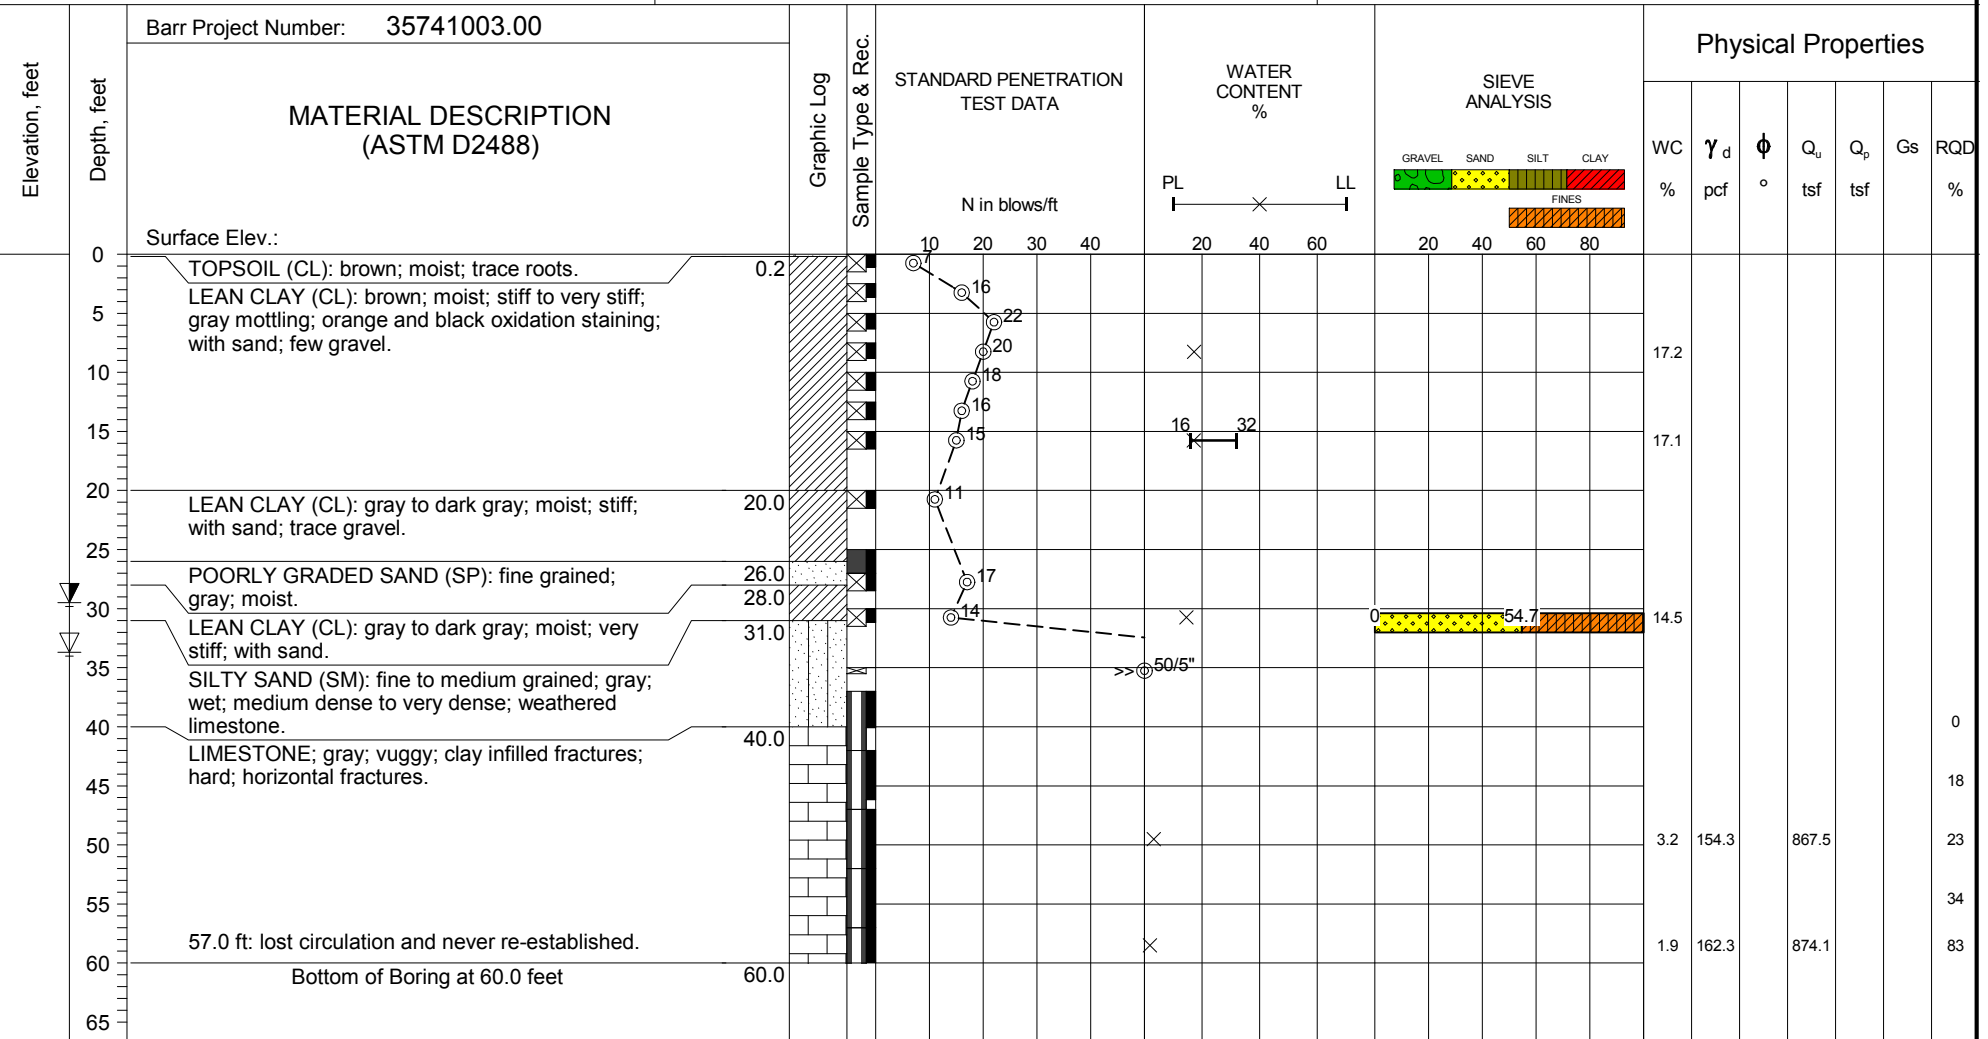 Barr Project Number: 35741003.00
Elevation, feet
Depth, feet
MATERIAL DESCRIPTION
(ASTM D2488)
Surface Elev.:
Graphic Log
Sample Type & Rec.
STANDARD PENETRATION
TEST DATA
N in blows/ft
10 20 30 40
WATER
CONTENT
%
PL LL
20 40 60
SIEVE
ANALYSIS
GRAVEL SAND SILT CLAY
FINES
20 40 60 80
Physical Properties
WC γd ϕ Qu Qp Gs RQD
% pcf ° tsf tsf %
0
TOPSOIL (CL): brown; moist; trace roots. 0.2
7
LEAN CLAY (CL): brown; moist; stiff to very stiff;
gray mottling; orange and black oxidation staining;
with sand; few gravel.
16
5
22
20
17.2
10
18
16
15
15
16 32
17.1
20
LEAN CLAY (CL): gray to dark gray; moist; stiff;
with sand; trace gravel.
20.0
11
25
POORLY GRADED SAND (SP): fine grained;
gray; moist.
26.0
17
28.0
30
14
0 54.7
14.5
LEAN CLAY (CL): gray to dark gray; moist; very
stiff; with sand.
31.0
35
>> 50/5"
SILTY SAND (SM): fine to medium grained; gray;
wet; medium dense to very dense; weathered
limestone.
0
40
40.0
LIMESTONE; gray; vuggy; clay infilled fractures;
hard; horizontal fractures.
18
45
50
3.2 154.3 867.5 23
55
34
57.0 ft: lost circulation and never re-established.
1.9 162.3 874.1 83
60
Bottom of Boring at 60.0 feet 60.0
65